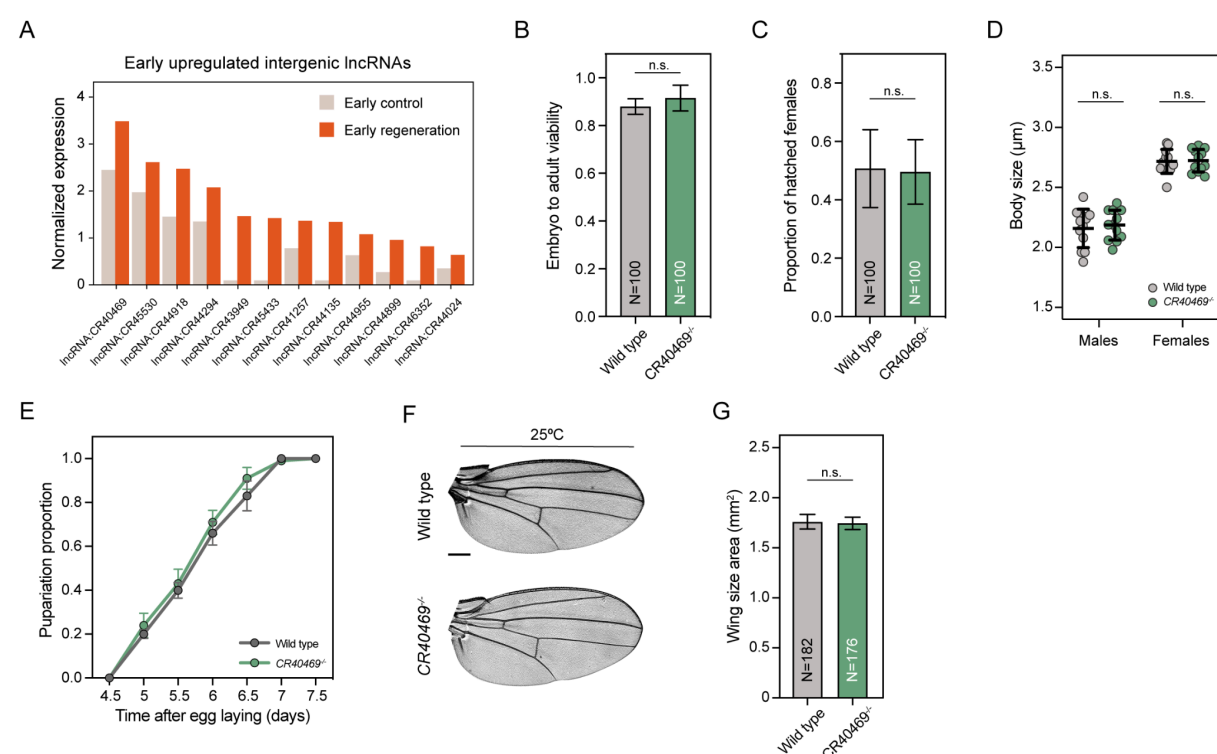 A
Early upregulated intergenic lncRNAs
Normalized expression
4
3
2
1
0
Early control
Early regeneration
lncRNA:CR40469
lncRNA:CR45530
lncRNA:CR44918
lncRNA:CR44294
lncRNA:CR43949
lncRNA:CR45433
lncRNA:CR41257
lncRNA:CR44135
lncRNA:CR44955
lncRNA:CR44899
lncRNA:CR46352
lncRNA:CR44024
B
Embryo to adult viability
1.0
0.8
0.6
0.4
0.2
0.0
n.s.
N=100
N=100
Wild type
CR40469-/-
C
Proportion of hatched females
0.8
0.6
0.4
0.2
0.0
n.s.
N=100
N=100
Wild type
CR40469-/-
D
Body size (µm)
3.5
3.0
2.5
2.0
1.5
n.s.
n.s.
Wild type
CR40469-/-
Males
Females
E
Pupariation proportion
1.0
0.8
0.6
0.4
0.2
0.0
Wild type
CR40469-/-
4.5 5 5.5 6 6.5 7 7.5
Time after egg laying (days)
F
25ºC
Wild type
CR40469-/-
G
Wing size area (mm²)
2.5
2.0
1.5
1.0
0.5
0
n.s.
N=182
N=176
Wild type
CR40469-/-